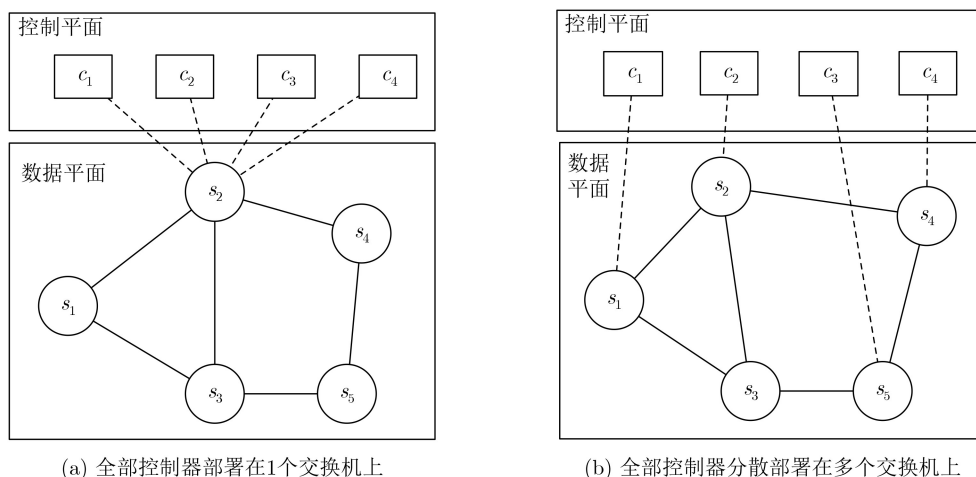 控制平面
c₁ c₂ c₃ c₄
数据平面
s₂
s₄
s₁
s₃ s₅
(a) 全部控制器部署在1个交换机上
控制平面
c₁ c₂ c₃ c₄
数据
平面
s₂
s₄
s₁
s₃ s₅
(b) 全部控制器分散部署在多个交换机上